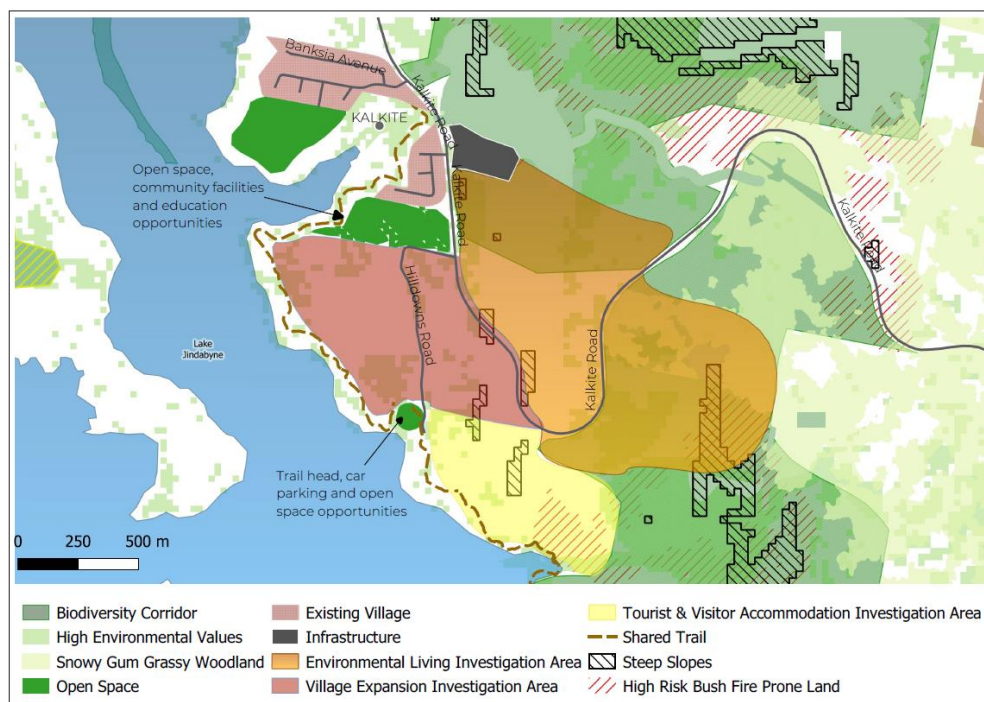 Banksia Avenue
Kalkite Road
KALKITE
Open space,
community facilities
and education
opportunities
Kalkite Road
Kalkite Road
Hilldowns Road
Lake
Jindabyne
Kalkite Road
Trail head, car
parking and open
space opportunities
0 250 500 m
Biodiversity Corridor
High Environmental Values
Snowy Gum Grassy Woodland
Open Space
Existing Village
Infrastructure
Environmental Living Investigation Area
Village Expansion Investigation Area
Tourist & Visitor Accommodation Investigation Area
Shared Trail
Steep Slopes
High Risk Bush Fire Prone Land